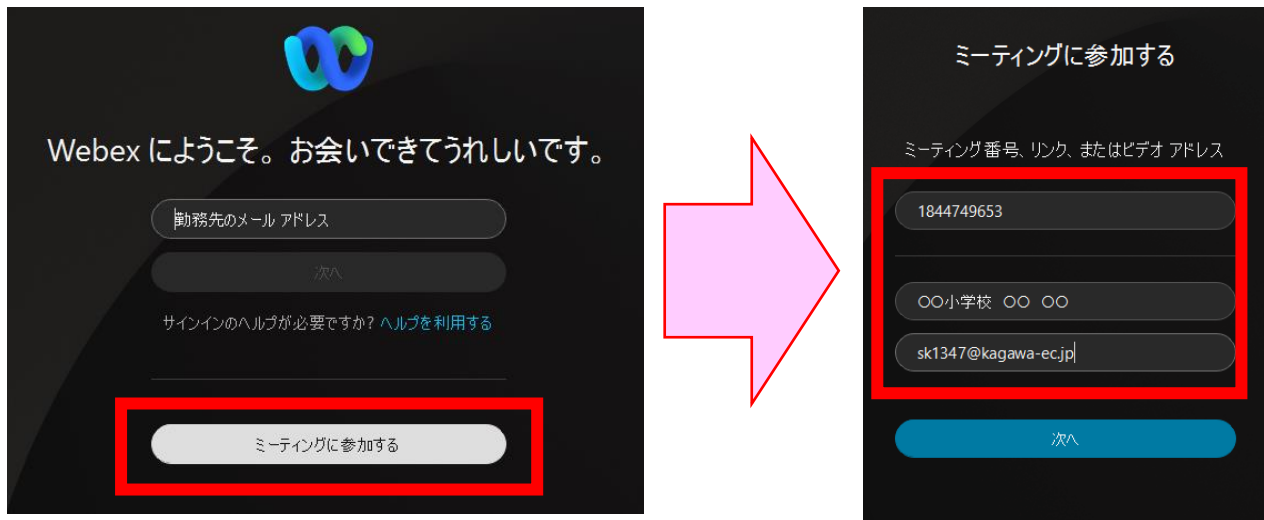 Webex にようこそ。お会いできてうれしいです。
勤務先のメール アドレス
次へ
サインインのヘルプが必要ですか? ヘルプを利用する
ミーティングに参加する
ミーティングに参加する
ミーティング番号、リンク、またはビデオ アドレス
1844749653
〇〇小学校 〇〇 〇〇
sk1347@kagawa-ec.jp
次へ